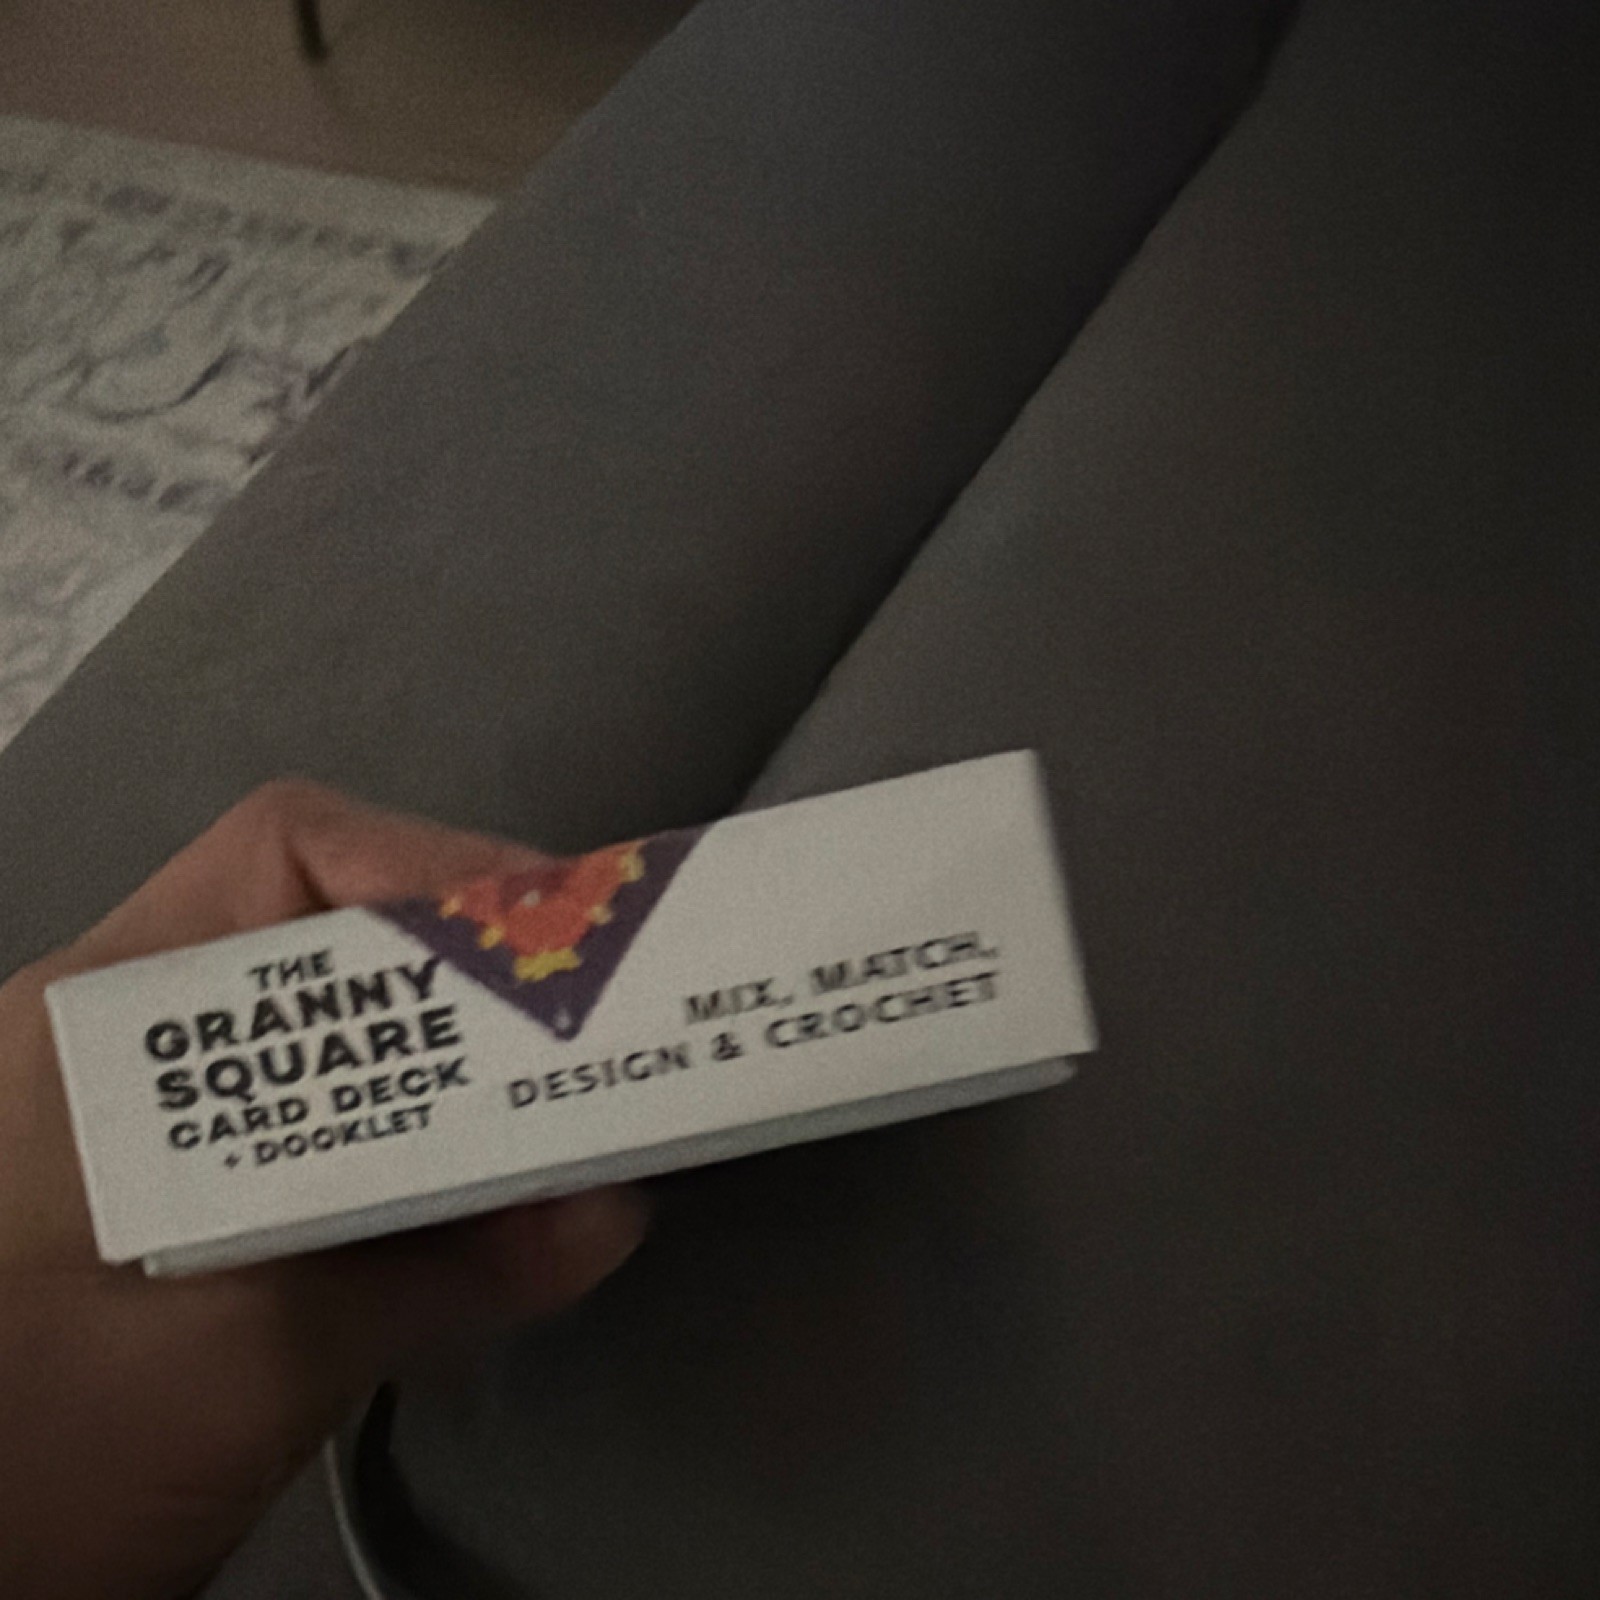 THE
GRANNY
SQUARE
CARD DECK
+ BOOKLET
MIX, MATCH,
DESIGN & CROCHET